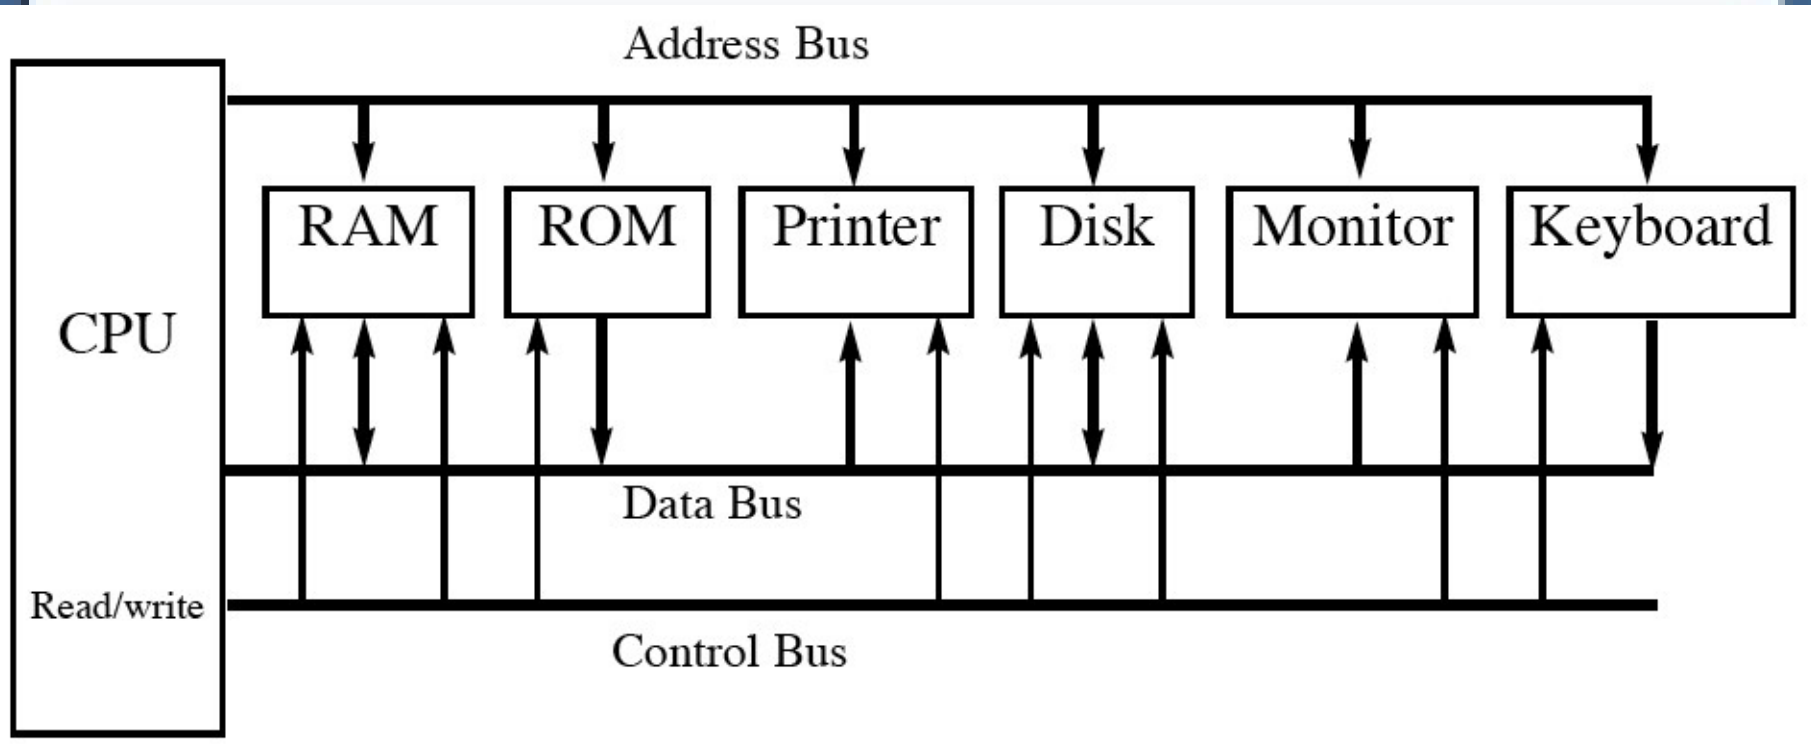 Address Bus
RAM
ROM
Printer
Disk
Monitor
Keyboard
CPU
Data Bus
Read/write
Control Bus